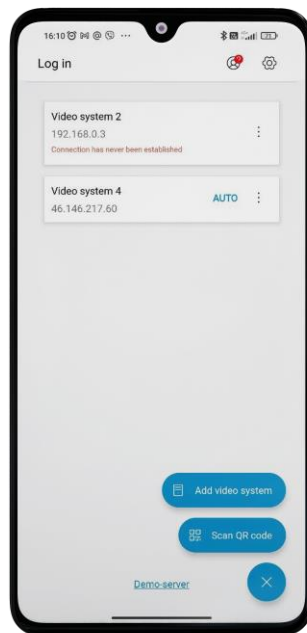 16:10
Log in
Video system 2
192.168.0.3
Connection has never been established
Video system 4
46.146.217.60
AUTO
Add video system
Scan QR code
Demo-server